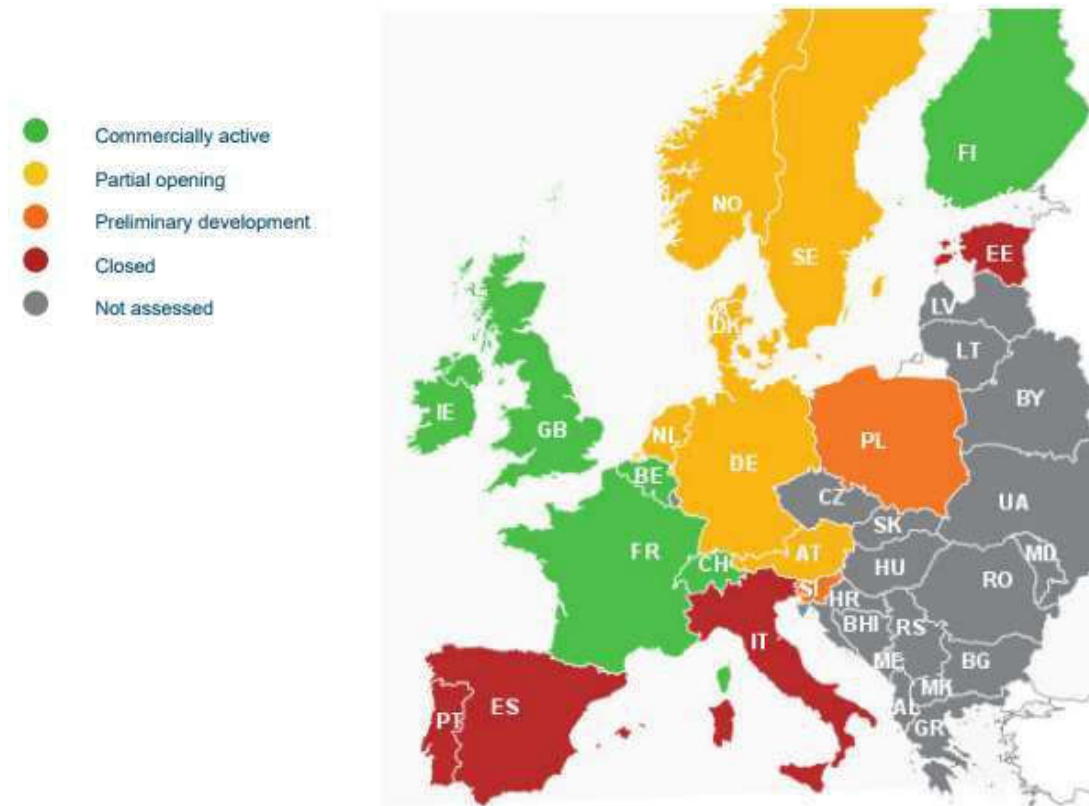 Commercially active
Partial opening
Preliminary development
Closed
Not assessed
FI
NO
SE
EE
LV
DK
LT
BY
IE
GB
NL
PL
DE
BE
CZ
UA
SK
FR
AT
MD
CH
HU
RO
SI
HR
BHI
RS
IT
ME
BG
MK
ES
PT
AL
GR